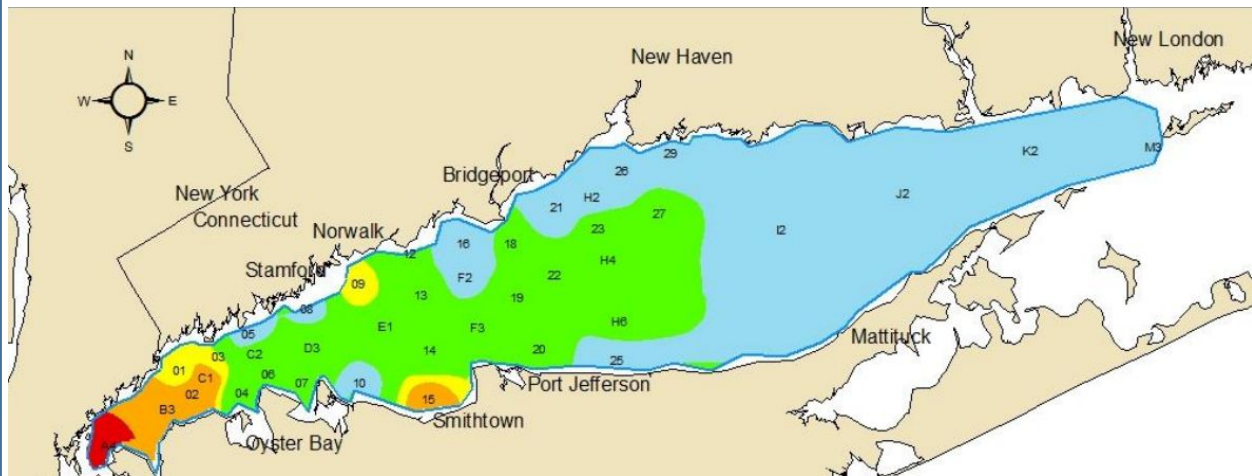 New London
New Haven
N
W
E
S
29
K2
M3
26
Bridgeport
H2
New York
J2
21
27
Connecticut
23
I2
Norwalk
16
18
12
H4
Stamford
F2
22
09
13
19
08
E1
H6
05
F3
Mattituck
D3
14
20
03
C2
25
01
06
10
Port Jefferson
C1
07
02
04
15
B3
Smithtown
Oyster Bay
A4